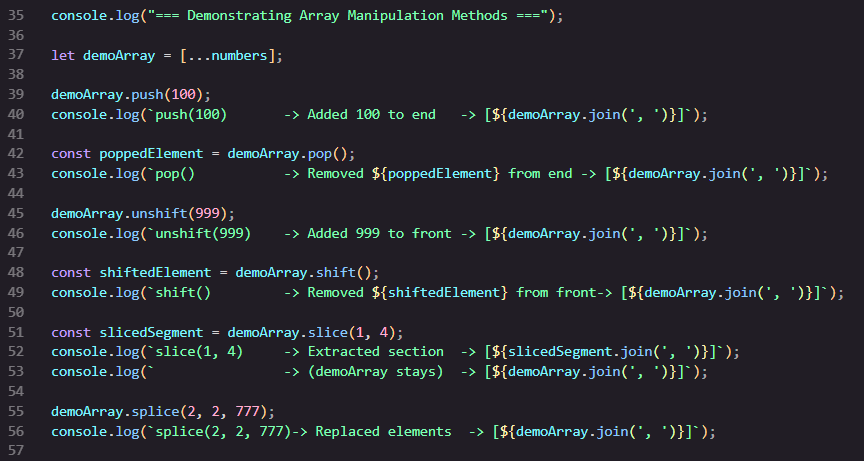 35 console.log("=== Demonstrating Array Manipulation Methods ===");
36
37 let demoArray = [...numbers];
38
39 demoArray.push(100);
40 console.log(`push(100)       -> Added 100 to end   -> [${demoArray.join(', ')}]`);
41
42 const poppedElement = demoArray.pop();
43 console.log(`pop()           -> Removed ${poppedElement} from end -> [${demoArray.join(', ')}]`);
44
45 demoArray.unshift(999);
46 console.log(`unshift(999)    -> Added 999 to front -> [${demoArray.join(', ')}]`);
47
48 const shiftedElement = demoArray.shift();
49 console.log(`shift()         -> Removed ${shiftedElement} from front-> [${demoArray.join(', ')}]`);
50
51 const slicedSegment = demoArray.slice(1, 4);
52 console.log(`slice(1, 4)     -> Extracted section  -> [${slicedSegment.join(', ')}]`);
53 console.log(`                -> (demoArray stays)  -> [${demoArray.join(', ')}]`);
54
55 demoArray.splice(2, 2, 777);
56 console.log(`splice(2, 2, 777)-> Replaced elements  -> [${demoArray.join(', ')}]`);
57